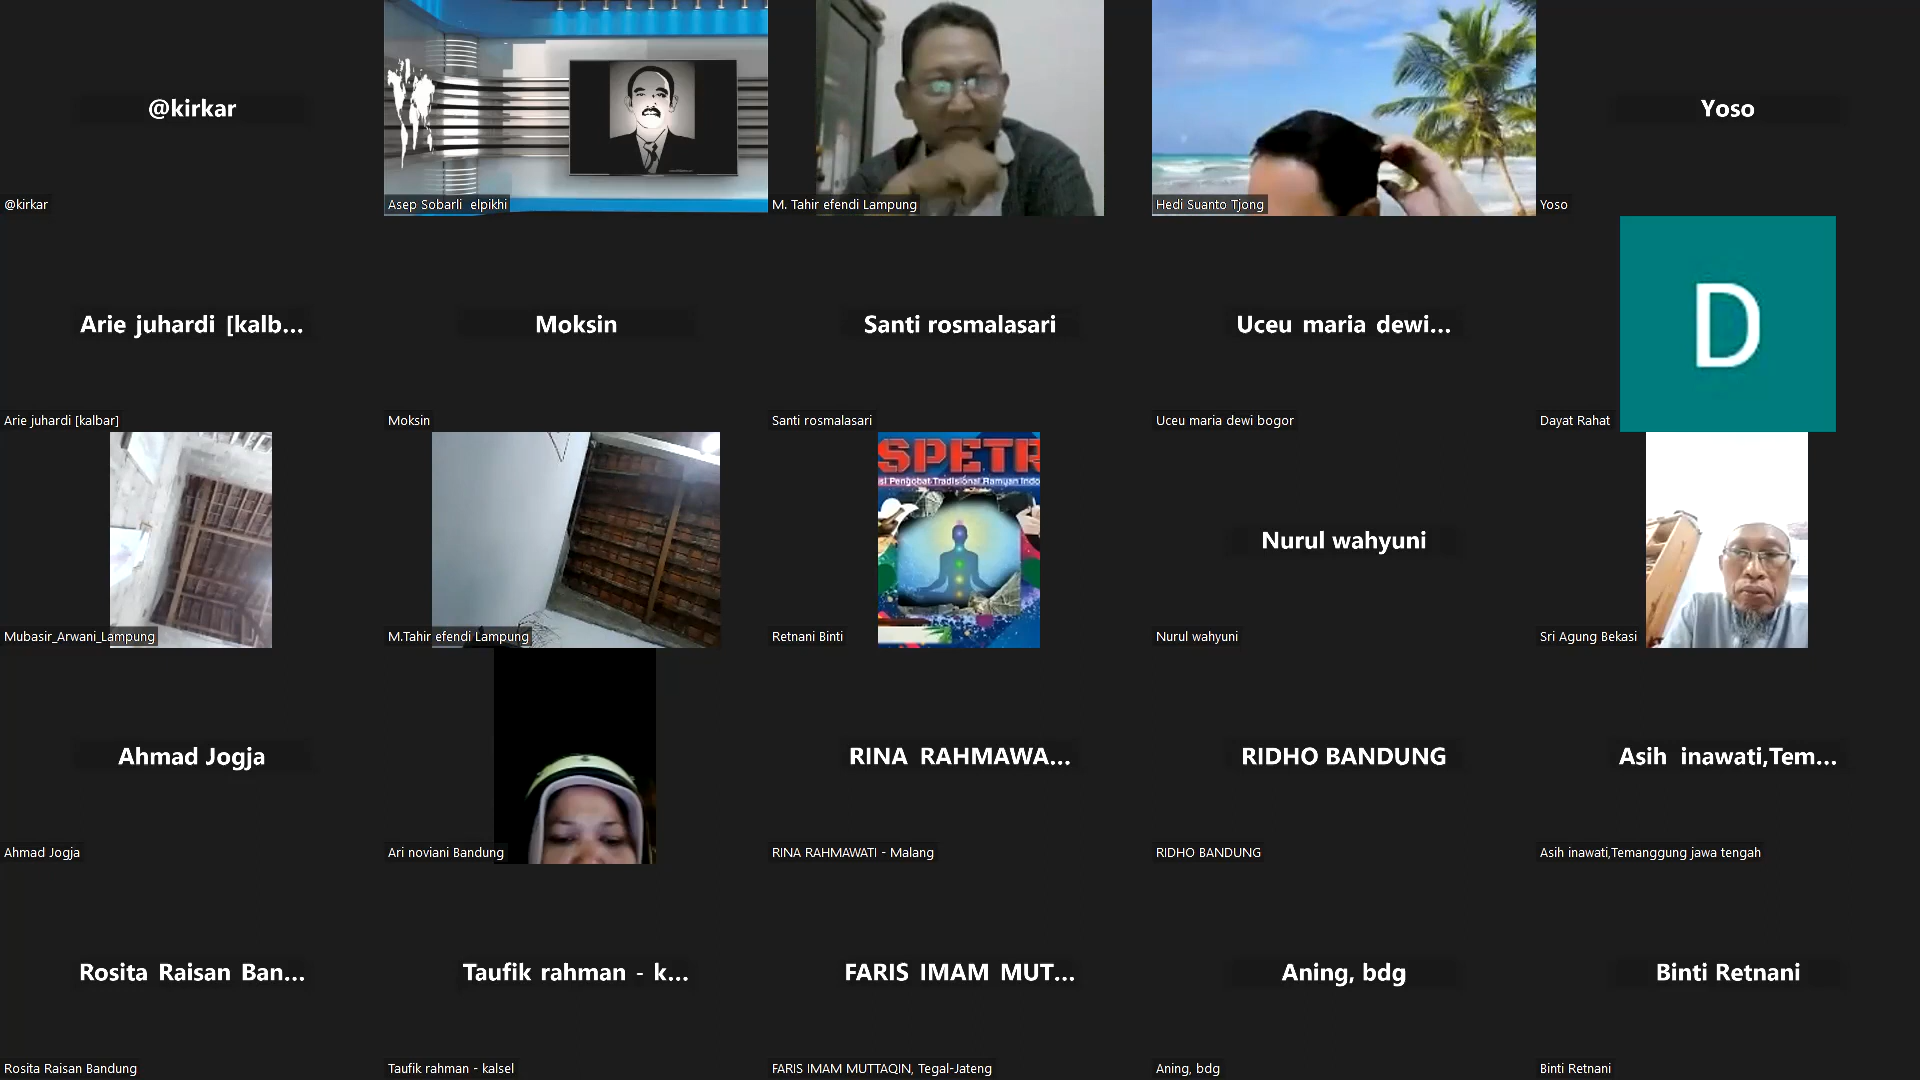 @kirkar
@kirkar
Asep Sobarli elpikhi
M. Tahir efendi Lampung
Hedi Suanto Tjong
Yoso
Yoso
Arie juhardi [kalb...
Arie juhardi [kalbar]
Moksin
Moksin
Santi rosmalasari
Santi rosmalasari
Uceu maria dewi...
Uceu maria dewi bogor
D
Dayat Rahat
Mubasir_Arwani_Lampung
M.Tahir efendi Lampung
SPETR
si Pengobat Tradisional Ramuan Indo
Retnani Binti
Nurul wahyuni
Nurul wahyuni
Sri Agung Bekasi
Ahmad Jogja
Ahmad Jogja
Ari noviani Bandung
RINA RAHMAWA...
RINA RAHMAWATI - Malang
RIDHO BANDUNG
RIDHO BANDUNG
Asih inawati,Tem...
Asih inawati,Temanggung jawa tengah
Rosita Raisan Ban...
Rosita Raisan Bandung
Taufik rahman - k...
Taufik rahman - kalsel
FARIS IMAM MUT...
FARIS IMAM MUTTAQIN, Tegal-Jateng
Aning, bdg
Aning, bdg
Binti Retnani
Binti Retnani